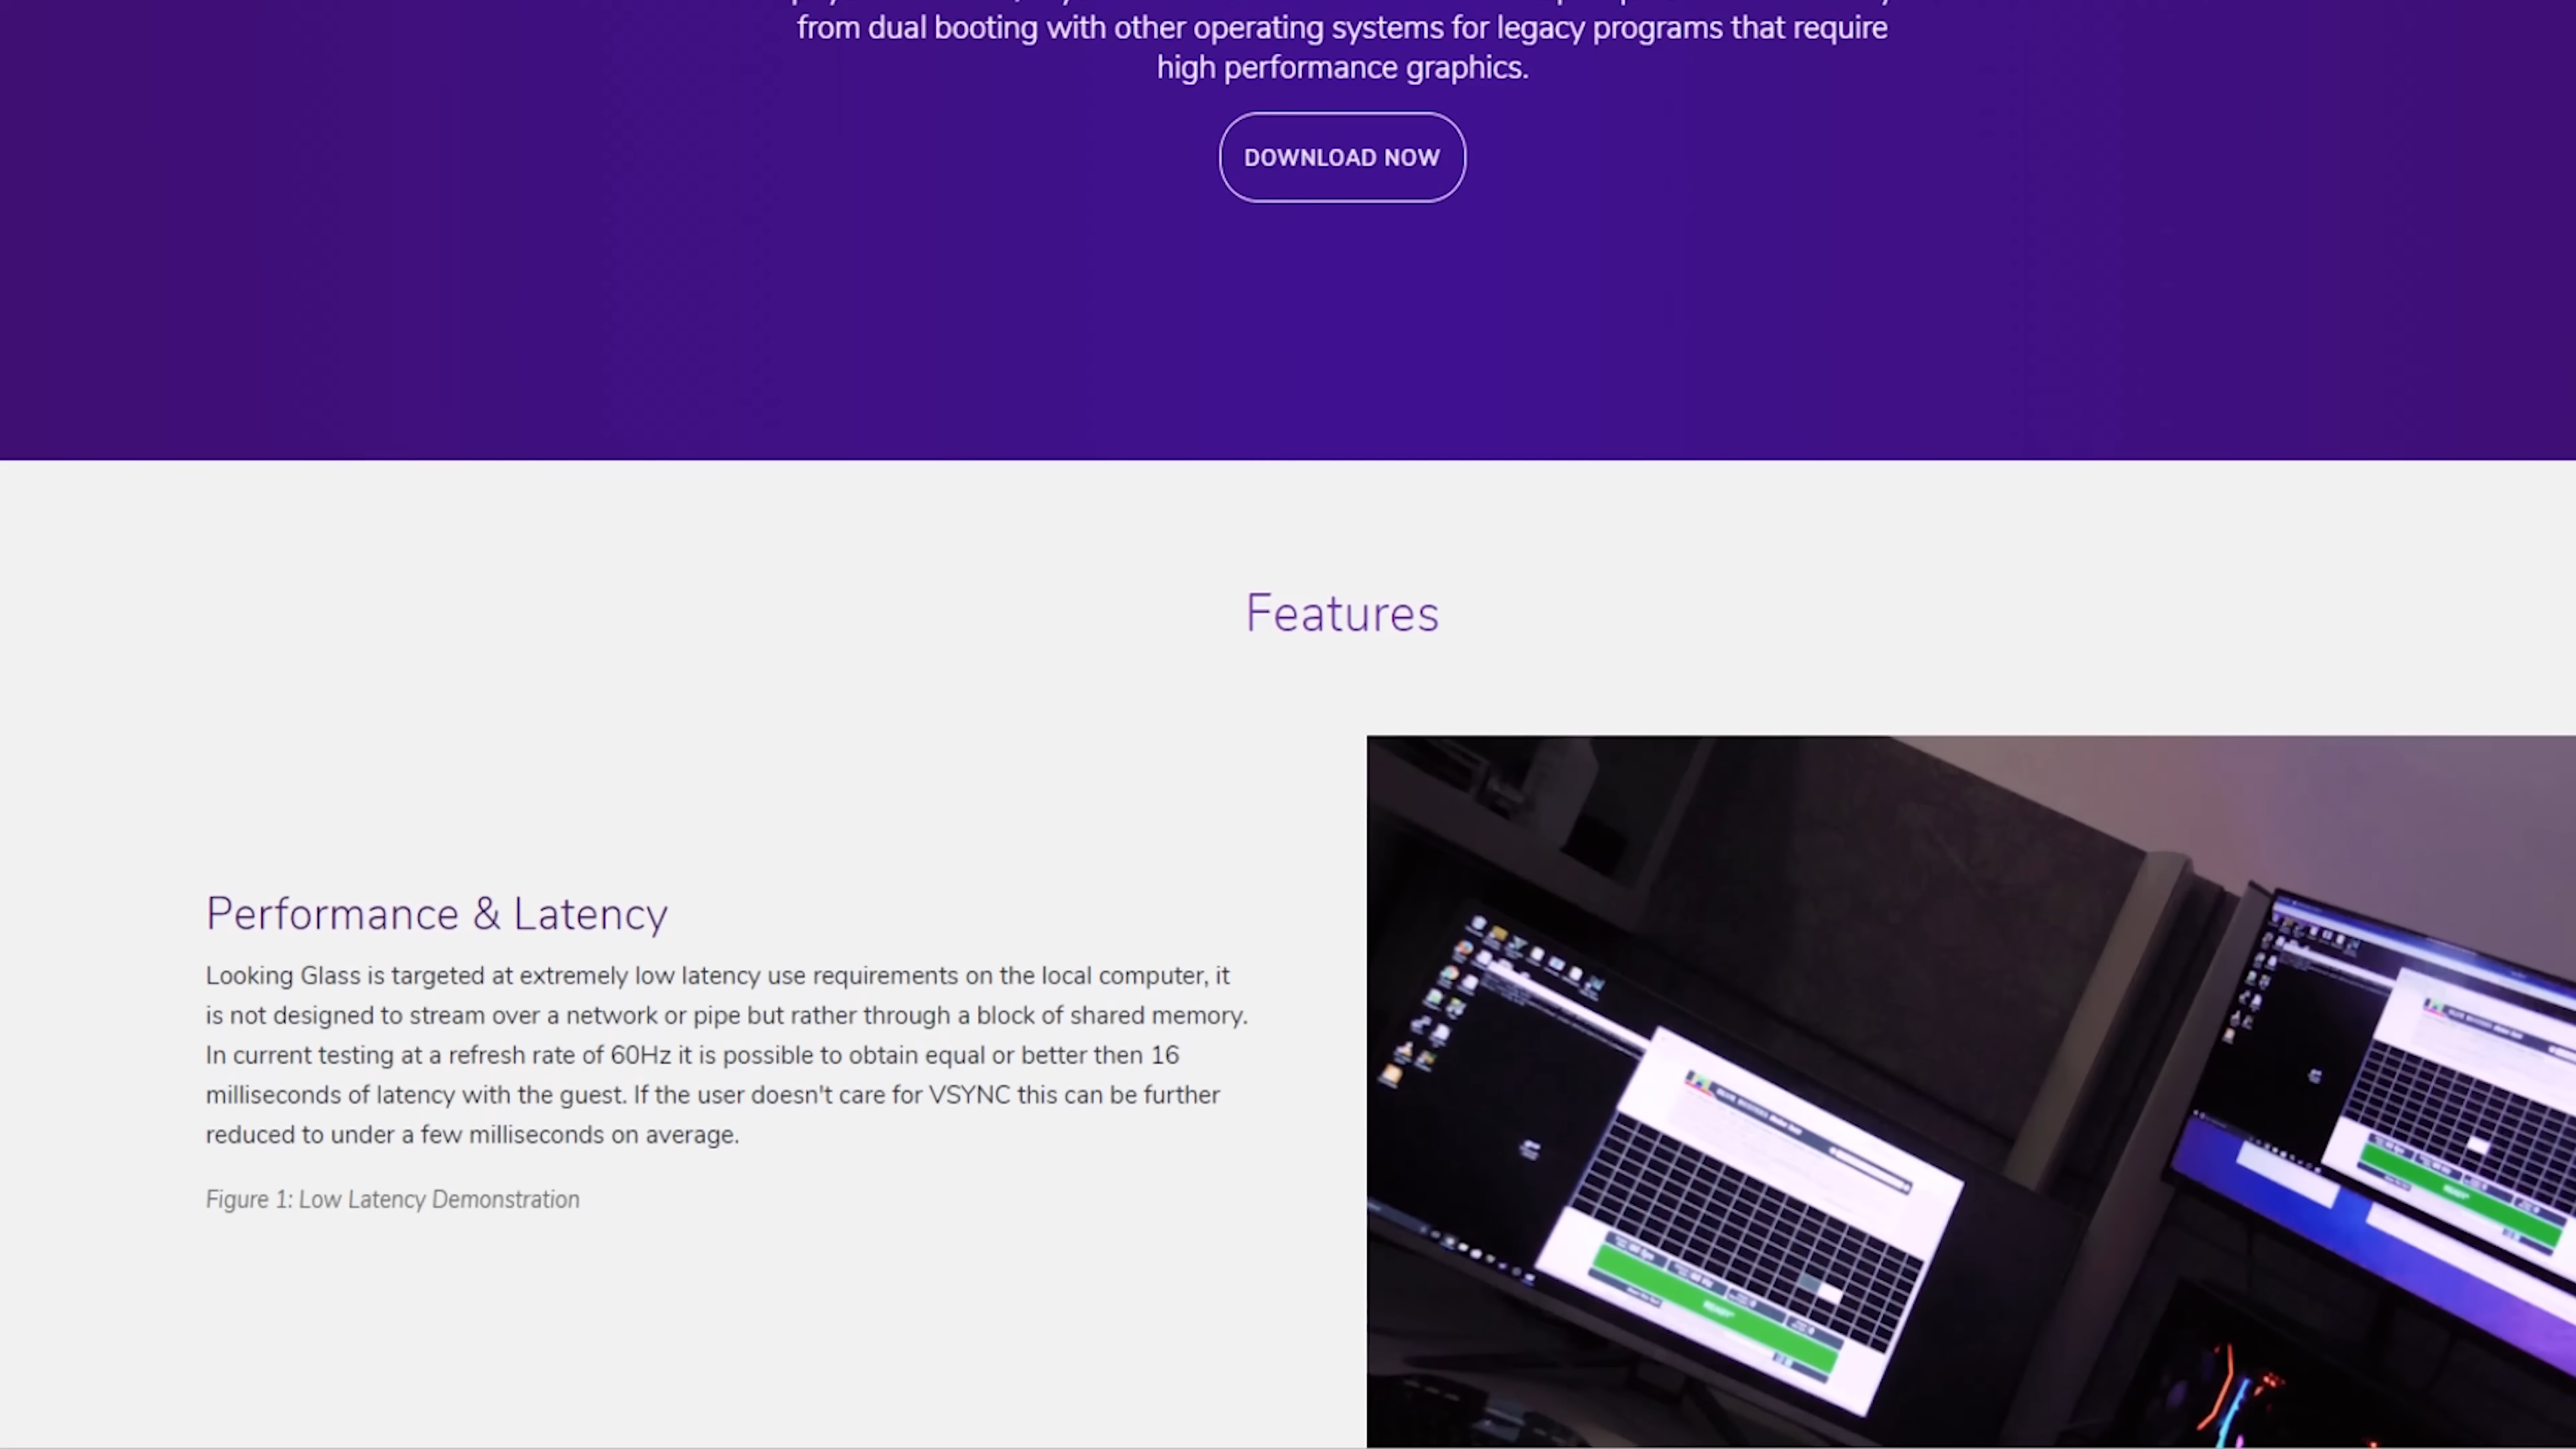 from dual booting with other operating systems for legacy programs that require
high performance graphics.
DOWNLOAD NOW
Features
Performance & Latency
Looking Glass is targeted at extremely low latency use requirements on the local computer, it
is not designed to stream over a network or pipe but rather through a block of shared memory.
In current testing at a refresh rate of 60Hz it is possible to obtain equal or better then 16
milliseconds of latency with the guest. If the user doesn't care for VSYNC this can be further
reduced to under a few milliseconds on average.
Figure 1: Low Latency Demonstration
READY